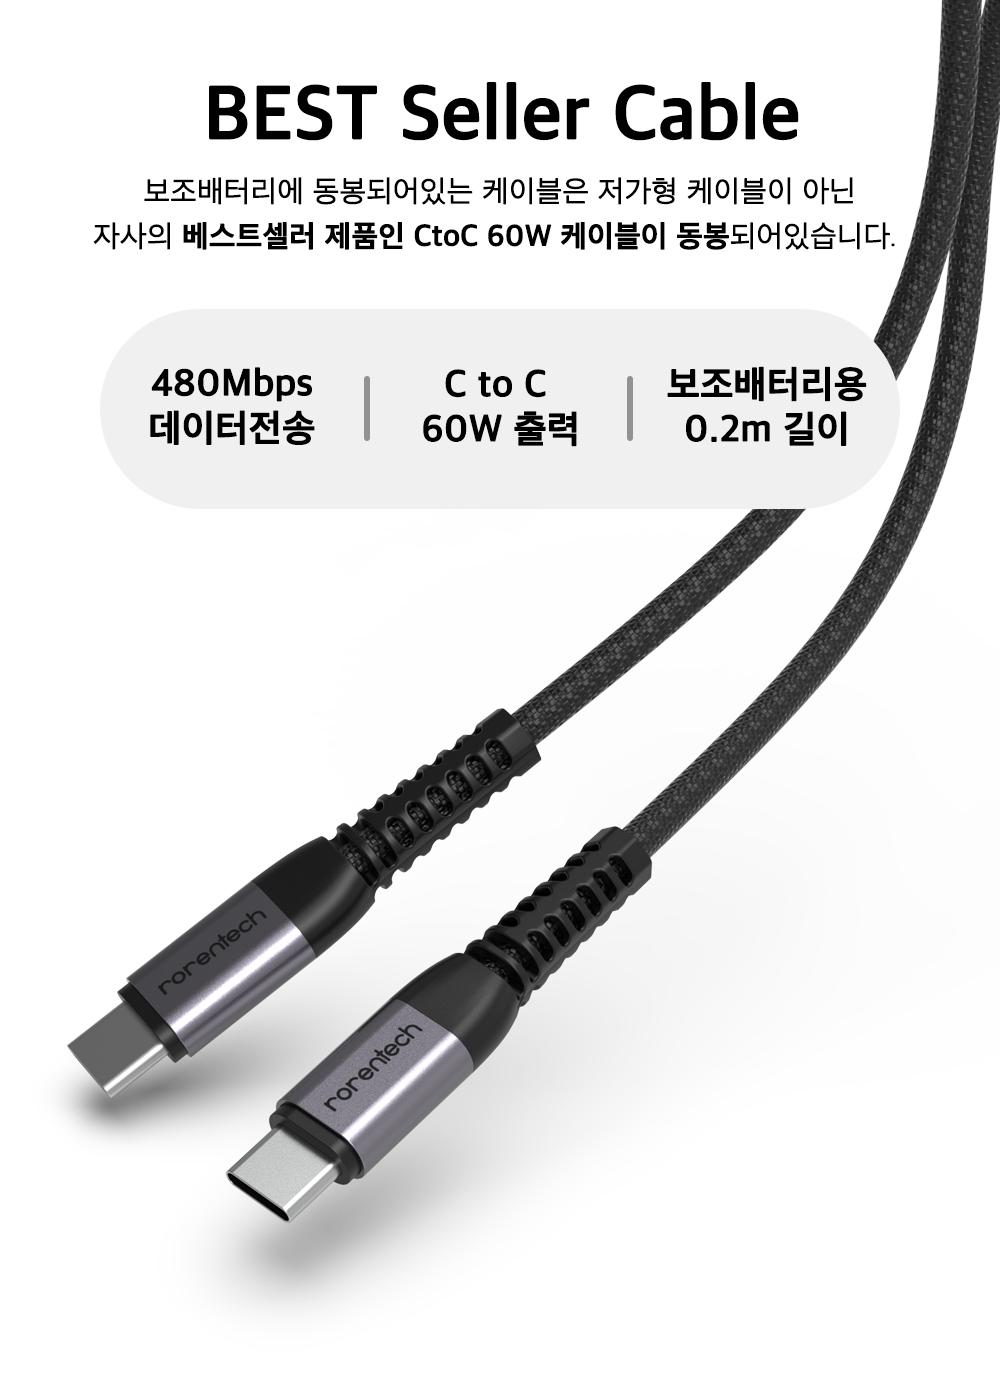 BEST Seller Cable
보조배터리에 동봉되어있는 케이블은 저가형 케이블이 아닌
자사의 베스트셀러 제품인 CtoC 60W 케이블이 동봉되어있습니다.
480Mbps
데이터전송
C to C
60W 출력
보조배터리용
0.2m 길이
rorentech
rorentech